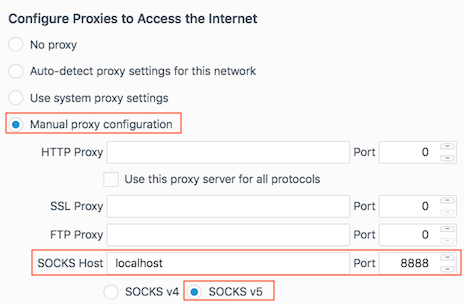 Configure Proxies to Access the Internet
No proxy
Auto-detect proxy settings for this network
Use system proxy settings
Manual proxy configuration
HTTP Proxy Port 0
Use this proxy server for all protocols
SSL Proxy Port 0
FTP Proxy Port 0
SOCKS Host localhost Port 8888
SOCKS v4 SOCKS v5